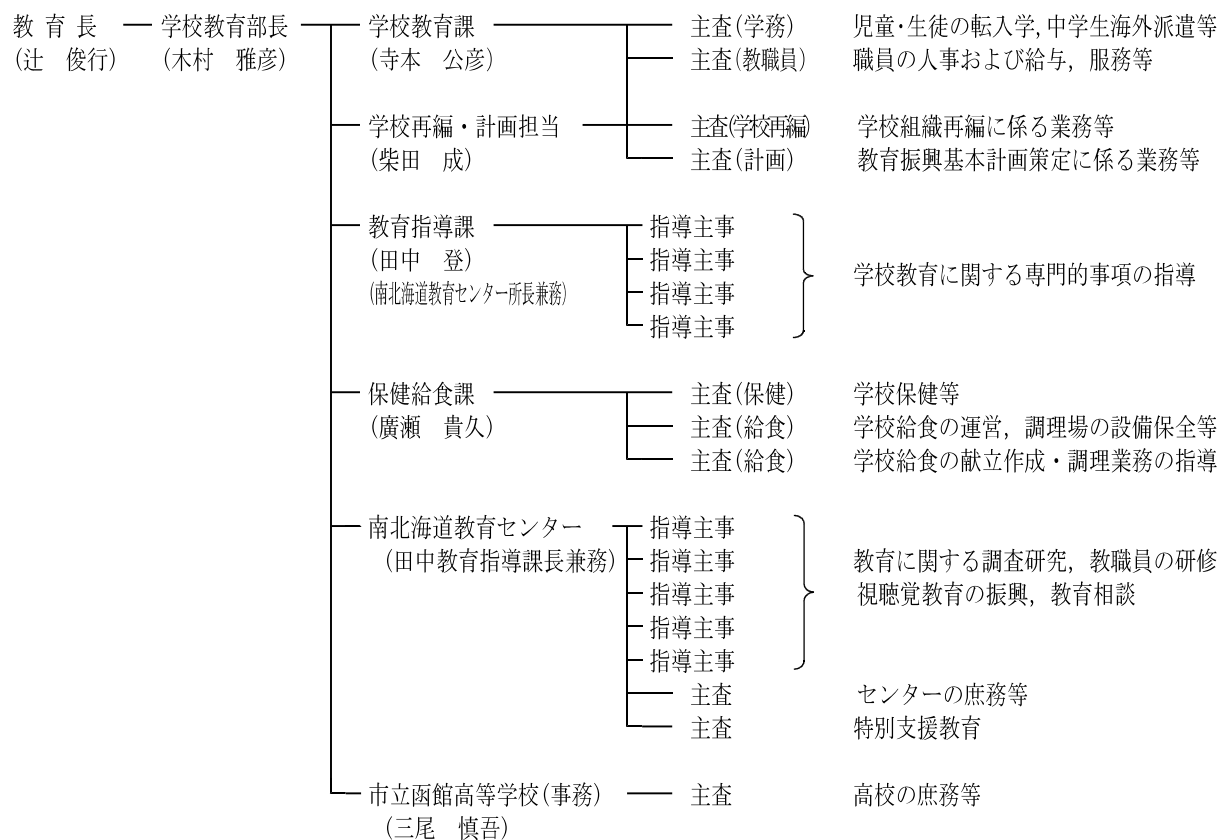 教育長 学校教育部長 学校教育課 主査(学務) 児童・生徒の転入学,中学生海外派遣等
(辻 俊行) (木村 雅彦) (寺本 公彦) 主査(教職員) 職員の人事および給与,服務等
学校再編・計画担当 主査(学校再編) 学校組織再編に係る業務等
(柴田 成) 主査(計画) 教育振興基本計画策定に係る業務等
教育指導課 指導主事
(田中 登) 指導主事
学校教育に関する専門的事項の指導
(南北海道教育センター所長兼務) 指導主事
指導主事
保健給食課 主査(保健) 学校保健等
(廣瀬 貴久) 主査(給食) 学校給食の運営,調理場の設備保全等
主査(給食) 学校給食の献立作成・調理業務の指導
南北海道教育センター 指導主事
(田中教育指導課長兼務) 指導主事 教育に関する調査研究,教職員の研修
指導主事 視聴覚教育の振興,教育相談
指導主事
指導主事
主査 センターの庶務等
主査 特別支援教育
市立函館高等学校(事務) 主査 高校の庶務等
(三尾 慎吾)